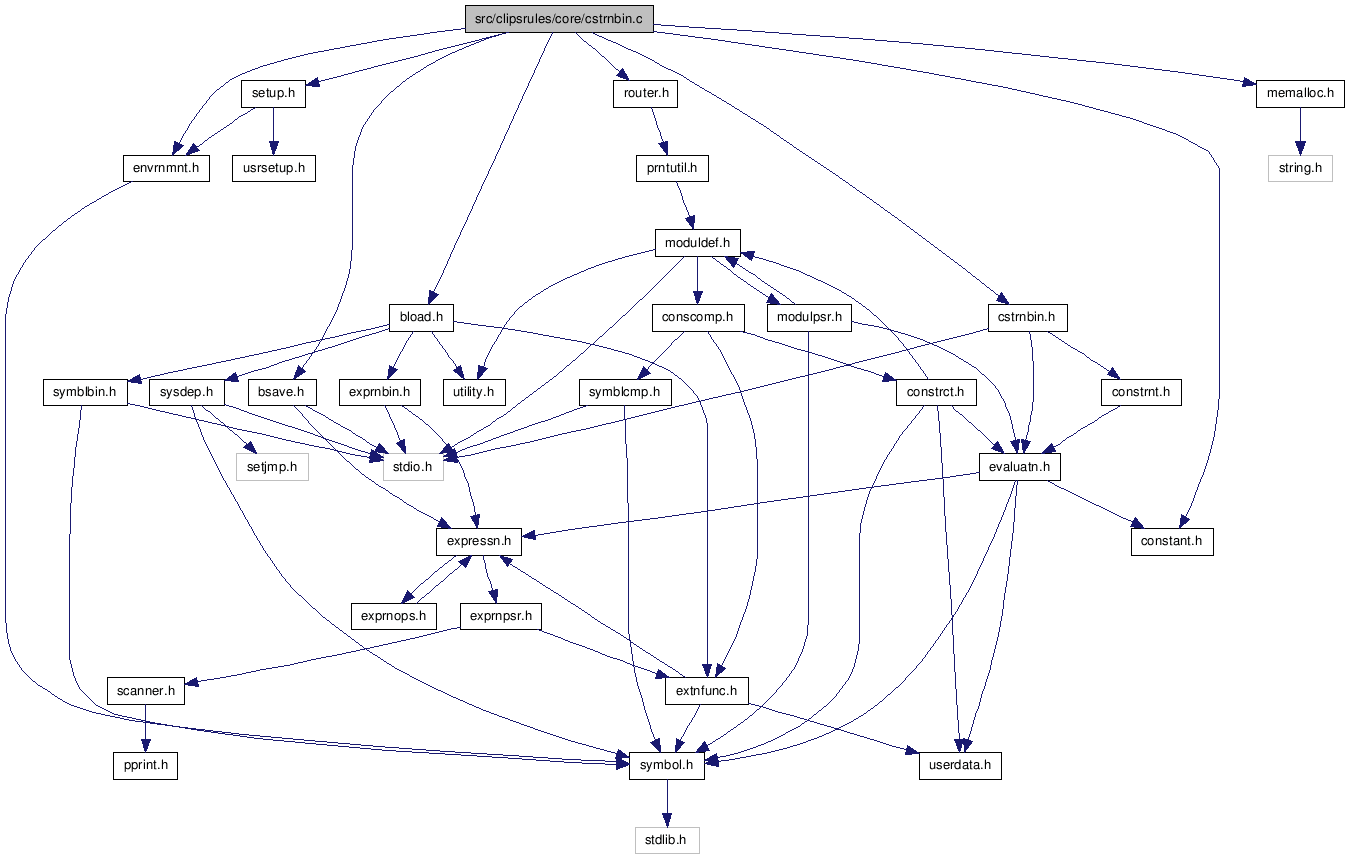 src/clipsrules/core/cstrnbin.c
setup.h
router.h
memalloc.h
envrnmnt.h
usrsetup.h
prntutil.h
string.h
moduldef.h
bload.h
conscomp.h
modulpsr.h
cstrnbin.h
symblbin.h
sysdep.h
bsave.h
exprnbin.h
utility.h
symblcmp.h
constrct.h
constrnt.h
setjmp.h
stdio.h
evaluatn.h
expressn.h
constant.h
exprnops.h
exprnpsr.h
scanner.h
extnfunc.h
pprint.h
symbol.h
userdata.h
stdlib.h